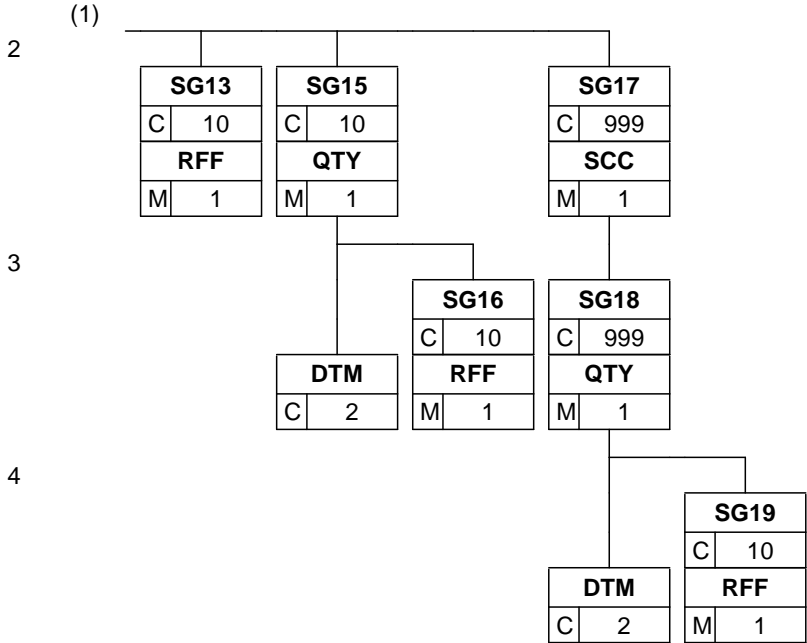 (1)
2
SG13 SG15 SG17
C 10 C 10 C 999
RFF QTY SCC
M 1 M 1 M 1
3
SG16 SG18
C 10 C 999
DTM RFF QTY
C 2 M 1 M 1
4
SG19
C 10
DTM RFF
C 2 M 1